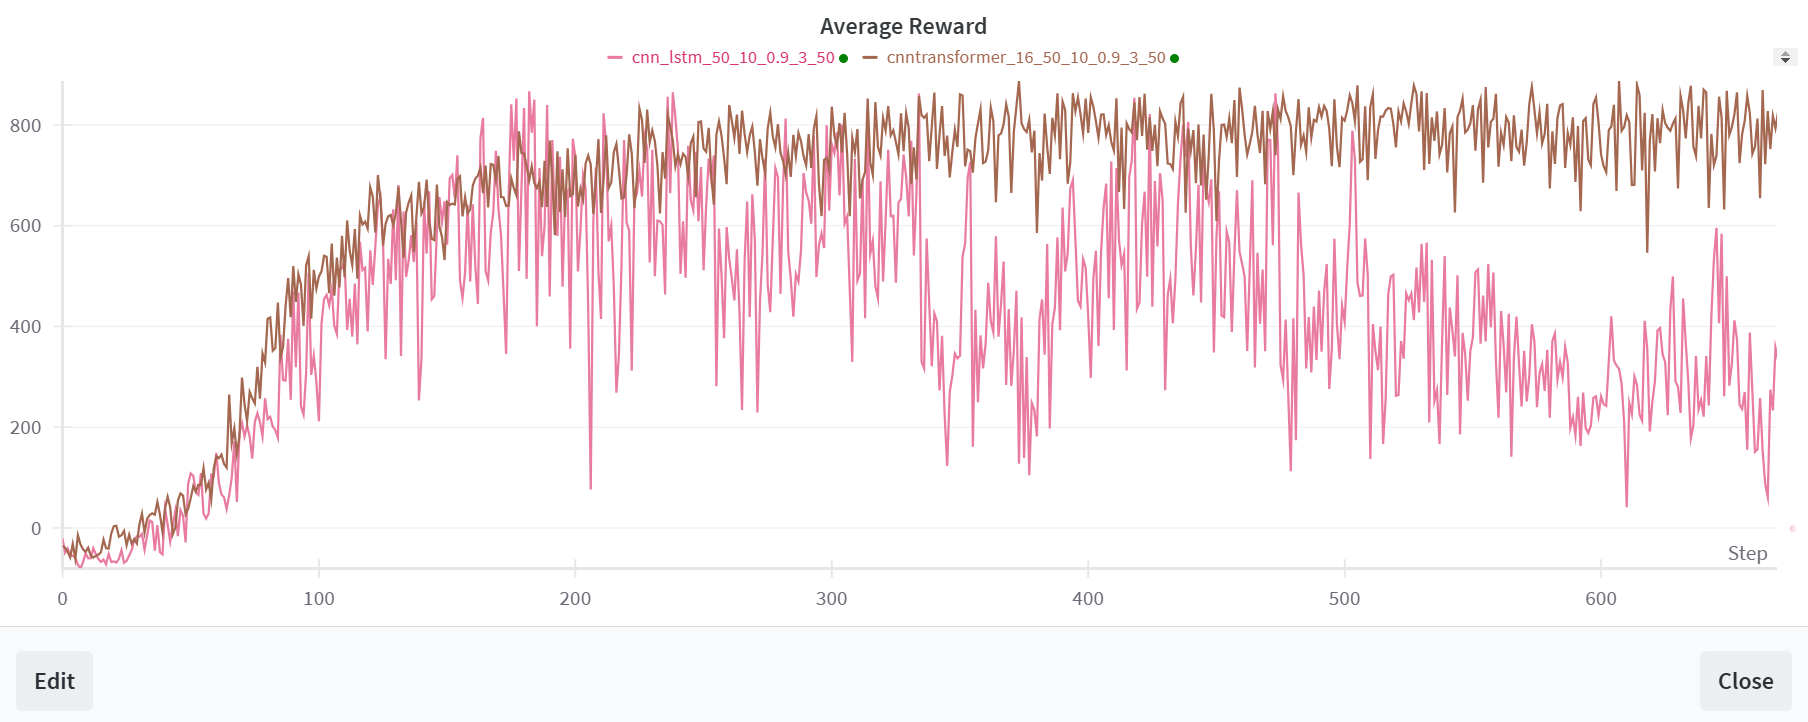 Average Reward
cnn_lstm_50_10_0.9_3_50 cnntransformer_16_50_10_0.9_3_50
800
600
400
200
0
Step
0 100 200 300 400 500 600
Edit Close